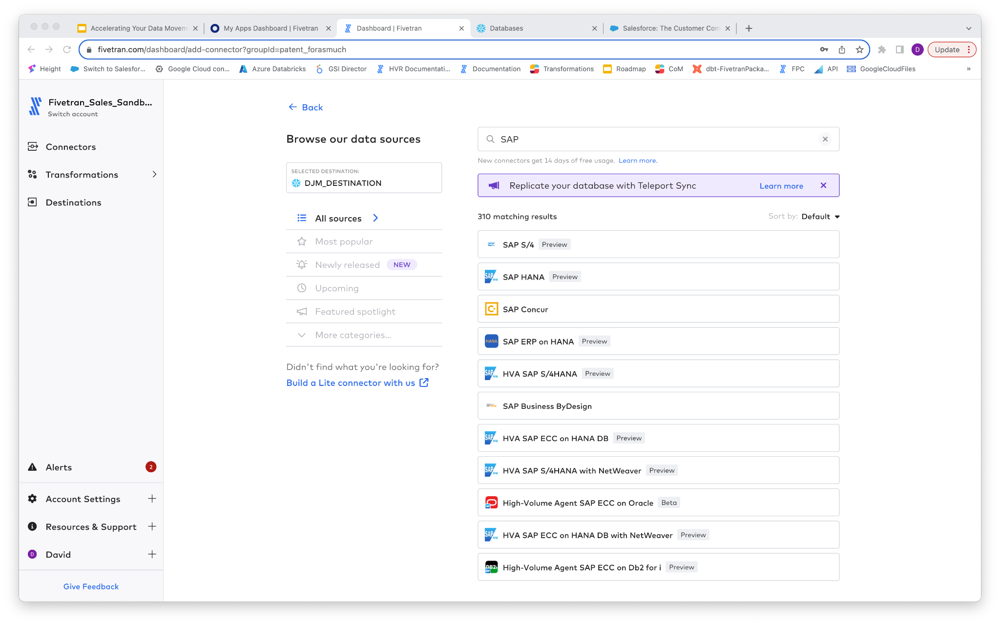 Accelerating Your Data Movem
My Apps Dashboard | Fivetran
Dashboard | Fivetran
Databases
Salesforce: The Customer Com
fivetran.com/dashboard/add-connector?groupId=patent_forasmuch
D
Update
Height
Switch to Salesfor...
Google Cloud con...
Azure Databricks
GSI Director
HVR Documentati...
Documentation
Transformations
Roadmap
CoM
dbt-FivetranPacka...
FPC
API
GoogleCloudFiles
»
Fivetran_Sales_Sandb...
Switch account
Connectors
Transformations
Destinations
Alerts
2
Account Settings
Resources & Support
D
David
Give Feedback
Back
Browse our data sources
SELECTED DESTINATION:
DJM_DESTINATION
All sources
Most popular
Newly released NEW
Upcoming
Featured spotlight
More categories...
Didn't find what you're looking for?
Build a Lite connector with us
SAP
New connectors get 14 days of free usage. Learn more.
Replicate your database with Teleport Sync Learn more
310 matching results
Sort by: Default
SAP S/4 Preview
SAP
SAP HANA Preview
SAP Concur
HANA
SAP ERP on HANA Preview
SAP
HVA SAP S/4HANA Preview
SAP Business ByDesign
SAP
HVA SAP ECC on HANA DB Preview
SAP
HVA SAP S/4HANA with NetWeaver Preview
High-Volume Agent SAP ECC on Oracle Beta
SAP
HVA SAP ECC on HANA DB with NetWeaver Preview
DB2i
High-Volume Agent SAP ECC on Db2 for i Preview